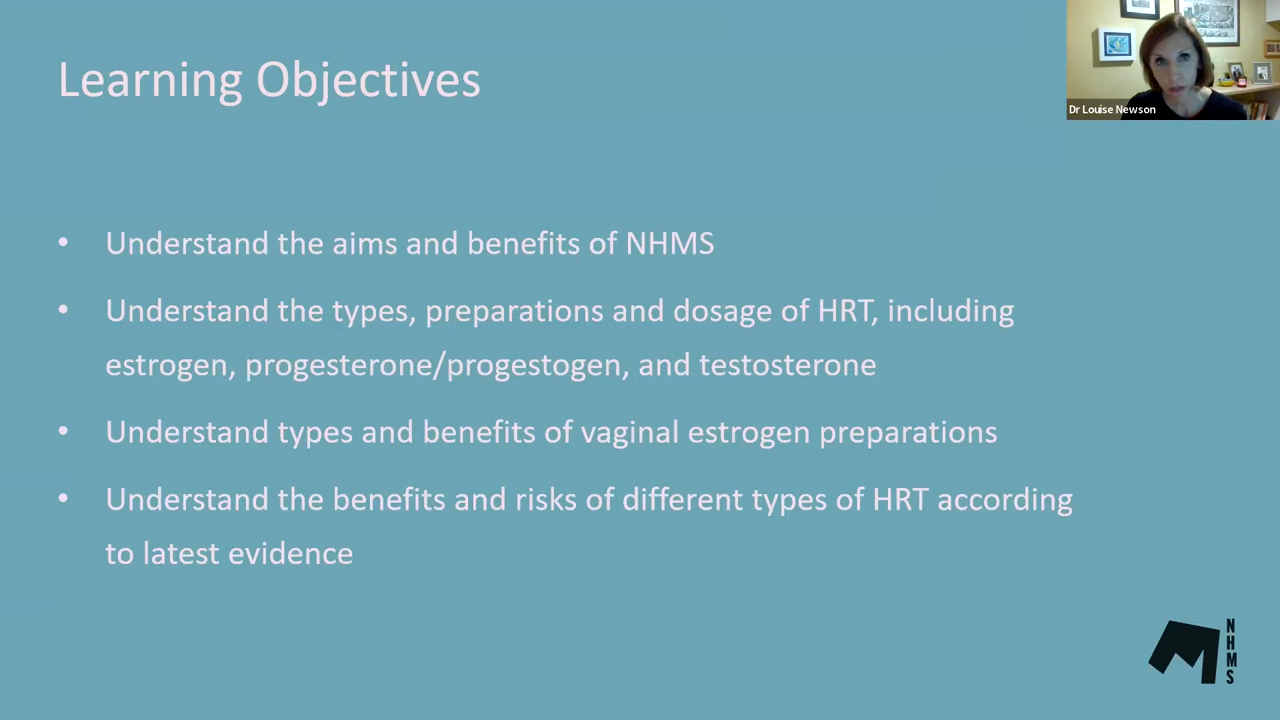 Learning Objectives
Dr Louise Newson
• Understand the aims and benefits of NHMS
• Understand the types, preparations and dosage of HRT, including
estrogen, progesterone/progestogen, and testosterone
• Understand types and benefits of vaginal estrogen preparations
• Understand the benefits and risks of different types of HRT according
to latest evidence
NHMS